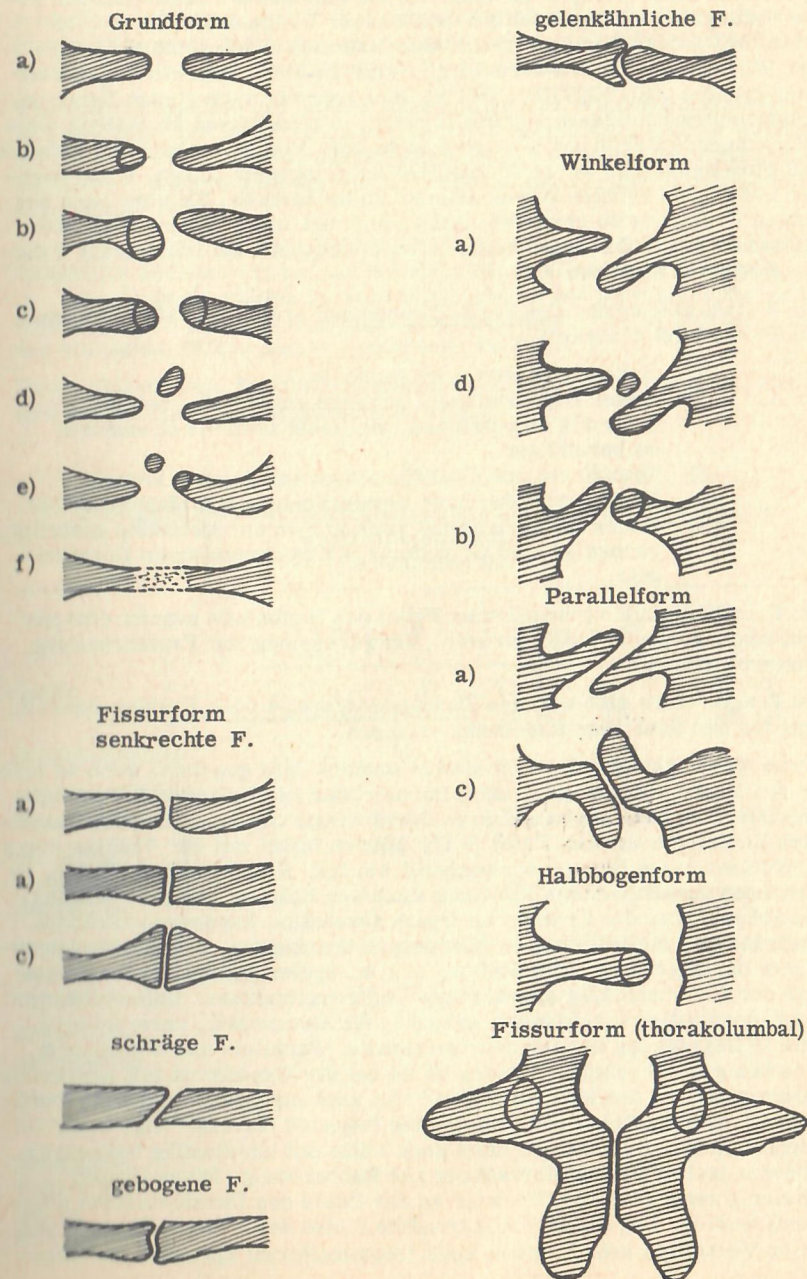 Grundform
a)
b)
b)
c)
d)
e)
f)
Fissurform
senkrechte F.
a)
a)
c)
schräge F.
gebogene F.
gelenkähnliche F.
Winkelform
a)
d)
b)
Parallelform
a)
c)
Halbbogenform
Fissurform (thorakolumbal)